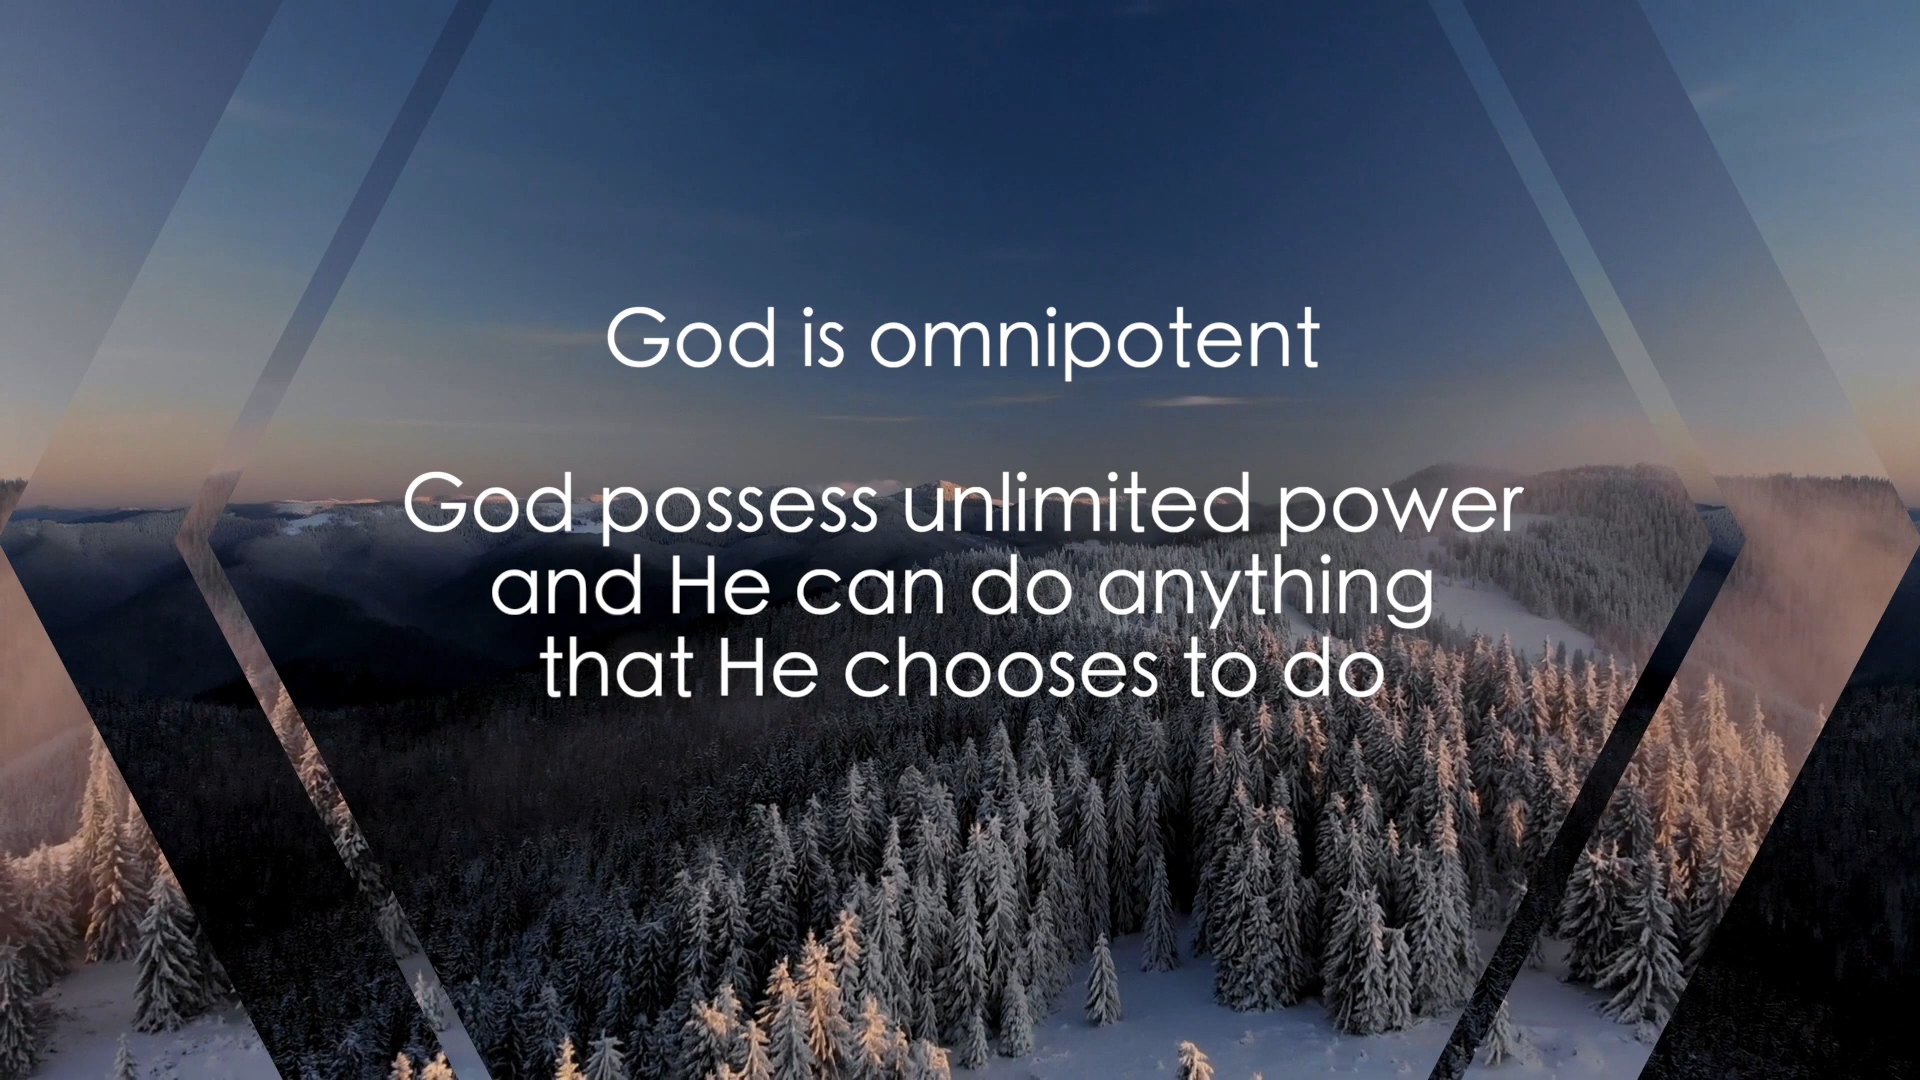 God is omnipotent
God possess unlimited power
and He can do anything
that He chooses to do